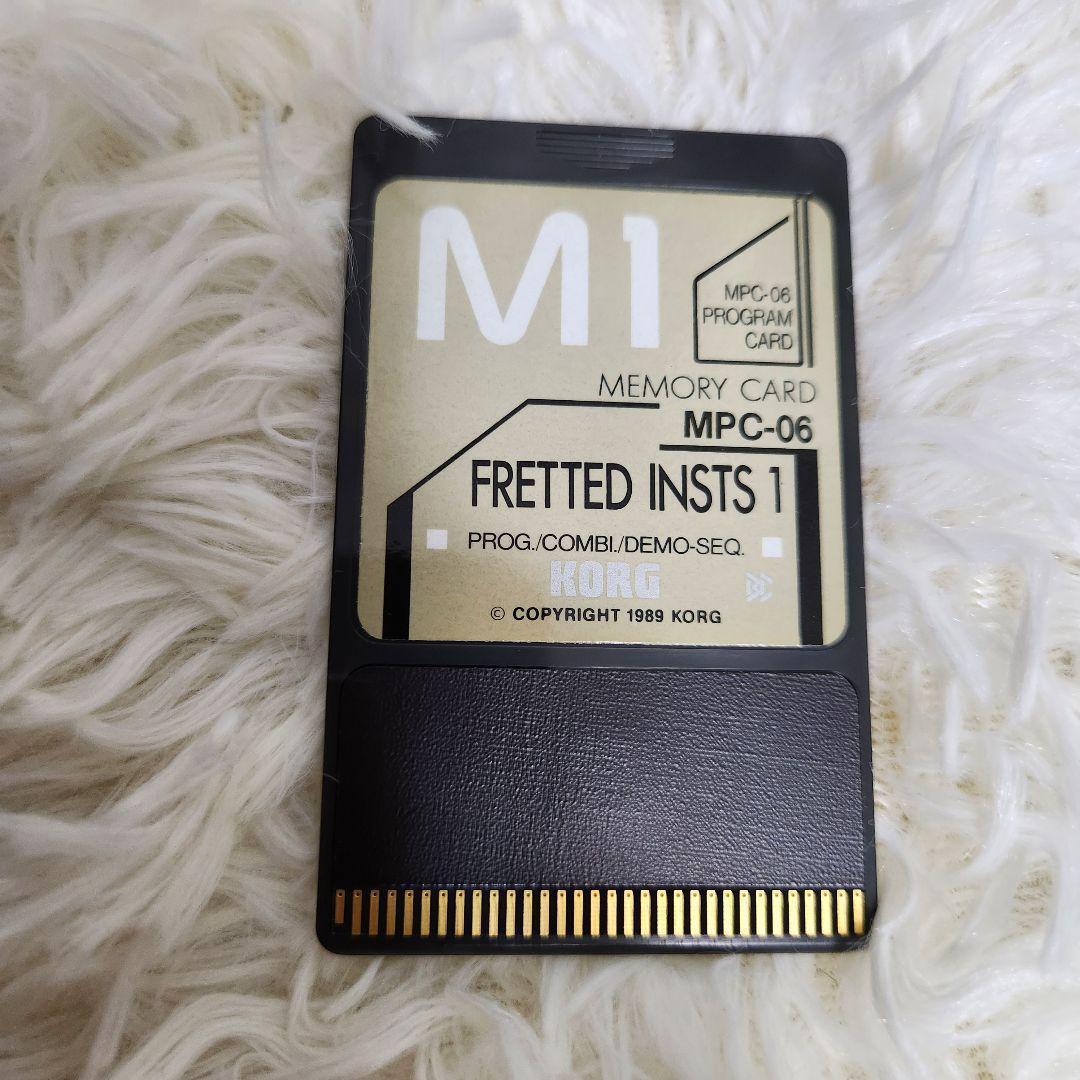 M1
MPC-06
PROGRAM
CARD
MEMORY CARD
MPC-06
FRETTED INSTS 1
PROG./COMBI./DEMO-SEQ.
KORG
© COPYRIGHT 1989 KORG